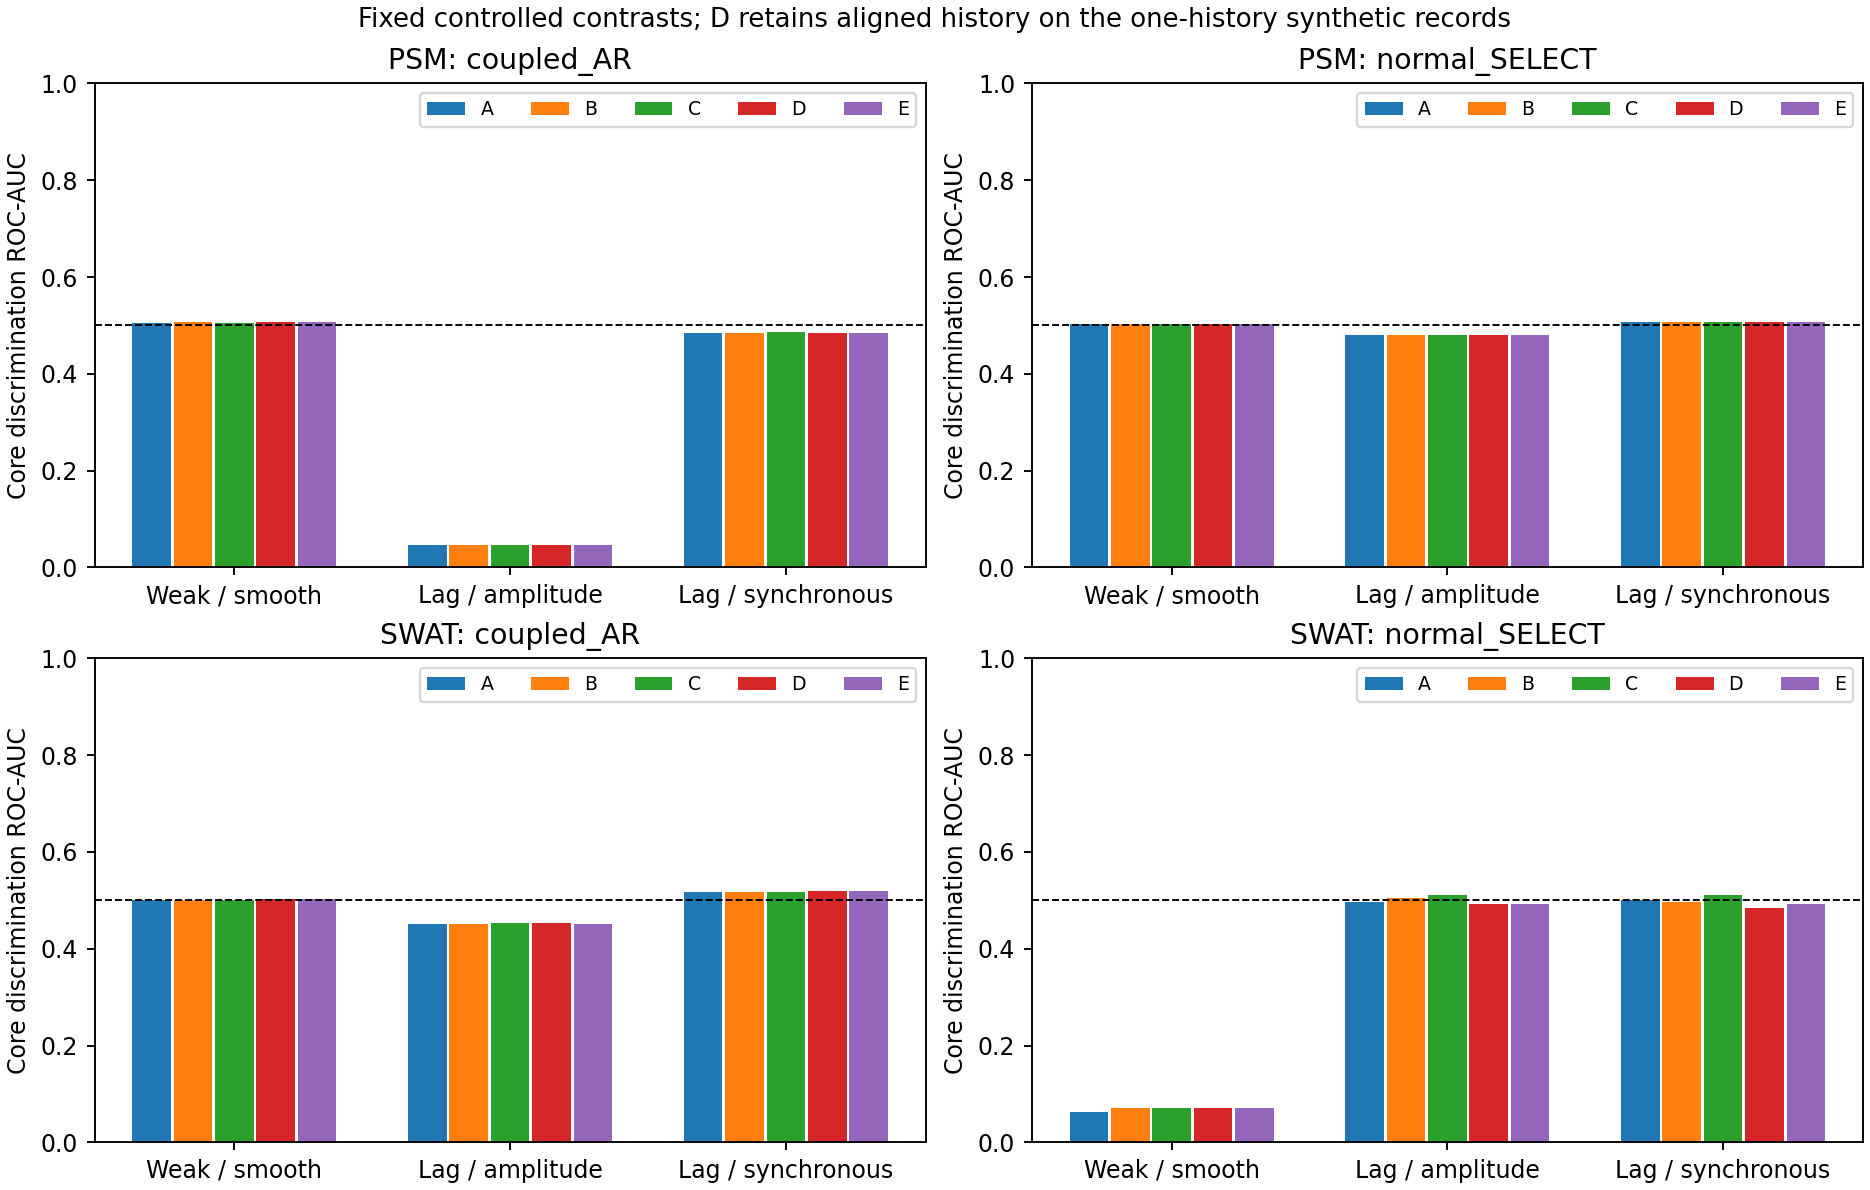 Fixed controlled contrasts; D retains aligned history on the one-history synthetic records
PSM: coupled_AR
Core discrimination ROC-AUC
1.0
0.8
0.6
0.4
0.2
0.0
A B C D E
Weak / smooth Lag / amplitude Lag / synchronous
PSM: normal_SELECT
Core discrimination ROC-AUC
1.0
0.8
0.6
0.4
0.2
0.0
A B C D E
Weak / smooth Lag / amplitude Lag / synchronous
SWAT: coupled_AR
Core discrimination ROC-AUC
1.0
0.8
0.6
0.4
0.2
0.0
A B C D E
Weak / smooth Lag / amplitude Lag / synchronous
SWAT: normal_SELECT
Core discrimination ROC-AUC
1.0
0.8
0.6
0.4
0.2
0.0
A B C D E
Weak / smooth Lag / amplitude Lag / synchronous